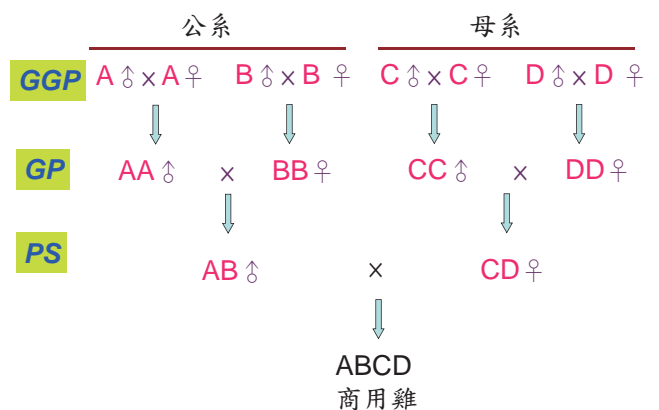 公系 母系
GGP A♂×A♀ B♂×B♀ C♂×C♀ D♂×D♀
GP AA♂ × BB♀ CC♂ × DD♀
PS AB♂ × CD♀
ABCD
商用雞